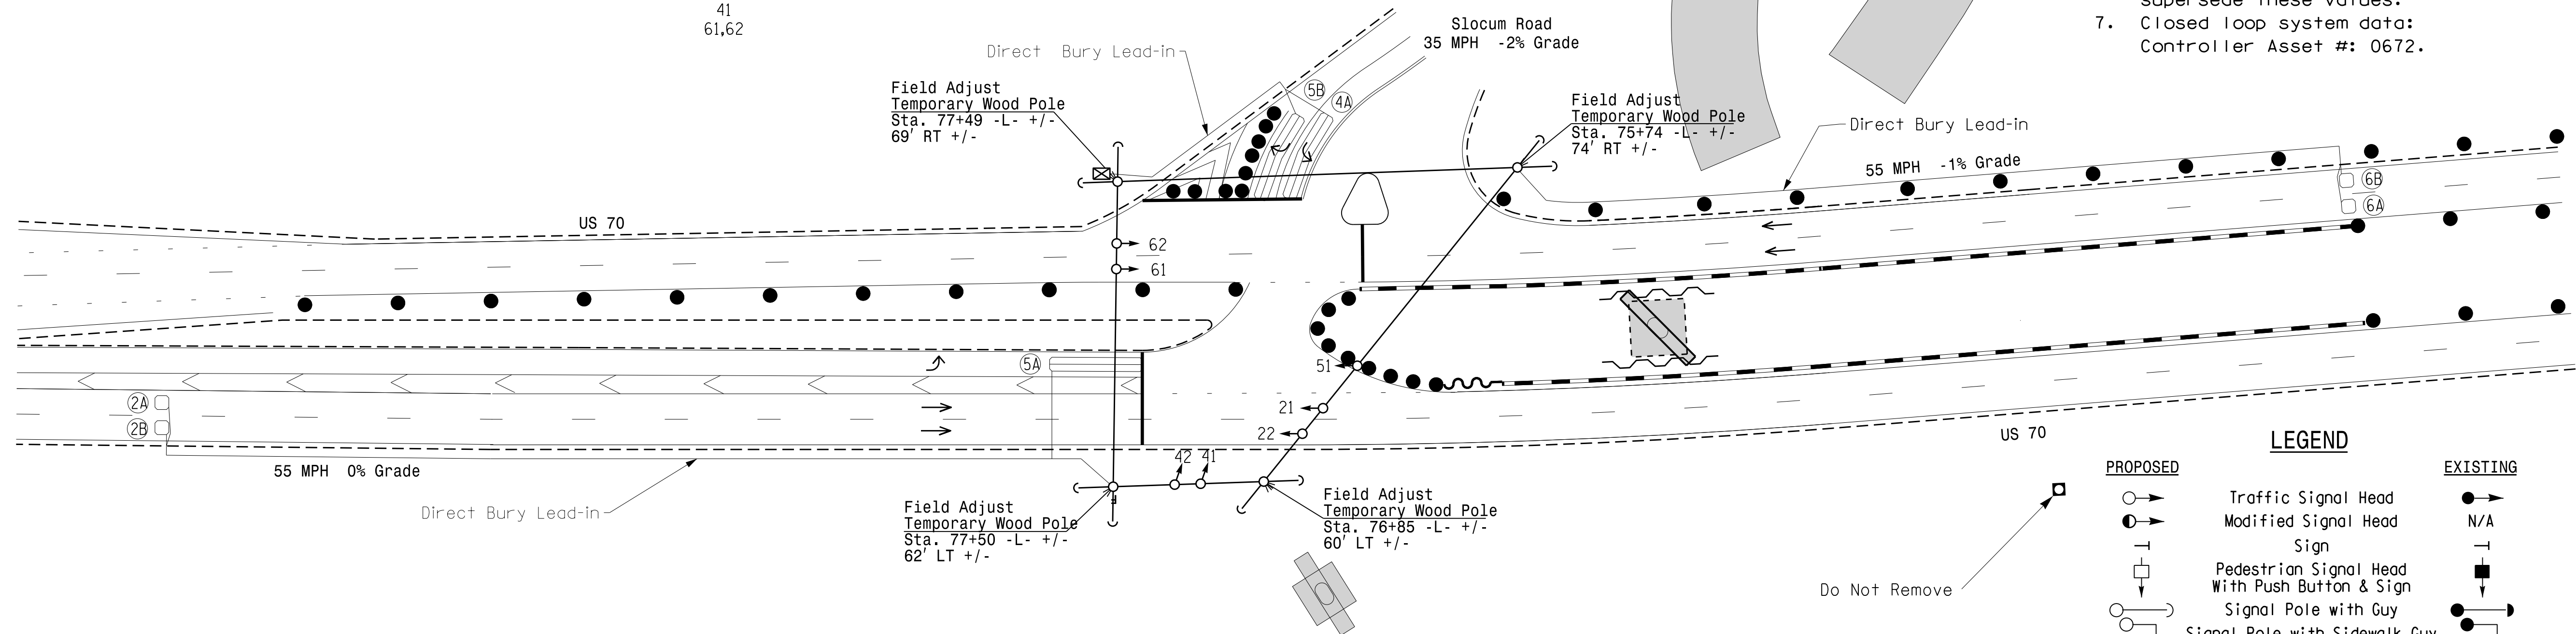 41
61,62
Direct Bury Lead-in
Slocum Road
35 MPH -2% Grade
supersede these values.
7. Closed loop system data:
Controller Asset #: 0672.
Field Adjust
Temporary Wood Pole
Sta. 77+49 -L- +/-
69' RT +/-
5B
4A
Field Adjust
Temporary Wood Pole
Sta. 75+74 -L- +/-
74' RT +/-
Direct Bury Lead-in
55 MPH -1% Grade
6B
6A
US 70
62
61
5A
51
2A
2B
21
22
42 41
55 MPH 0% Grade
Direct Bury Lead-in
Field Adjust
Temporary Wood Pole
Sta. 77+50 -L- +/-
62' LT +/-
Field Adjust
Temporary Wood Pole
Sta. 76+85 -L- +/-
60' LT +/-
US 70
Do Not Remove
LEGEND
PROPOSED EXISTING
Traffic Signal Head
Modified Signal Head N/A
Sign
Pedestrian Signal Head
With Push Button & Sign
Signal Pole with Guy
Signal Pole with Sidewalk Guy